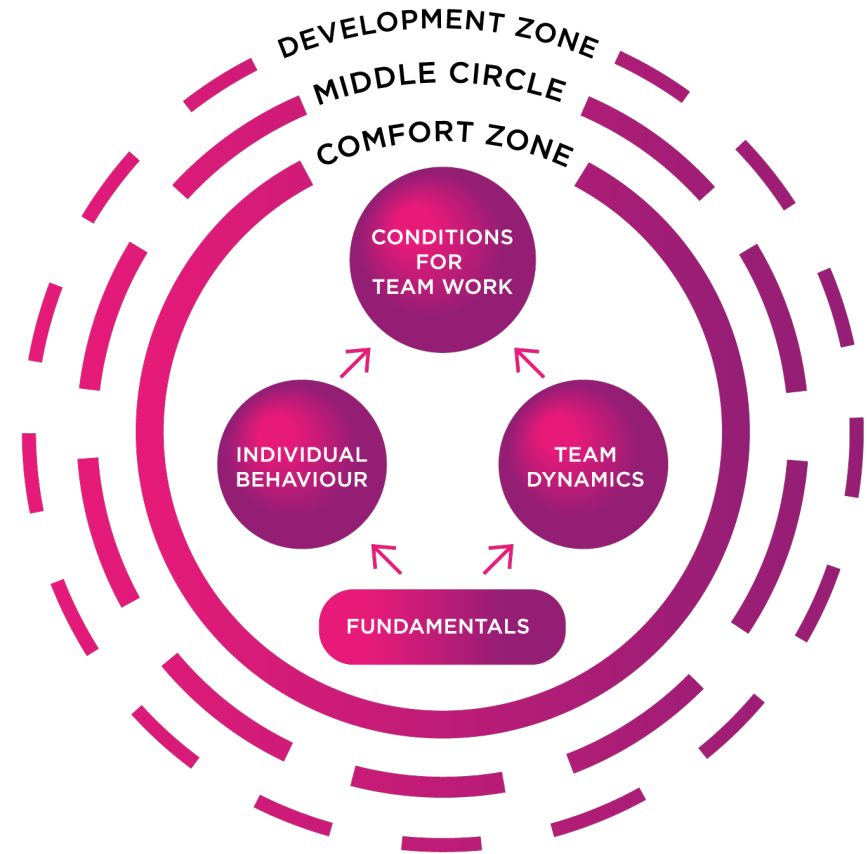 DEVELOPMENT ZONE
MIDDLE CIRCLE
COMFORT ZONE
CONDITIONS
FOR
TEAM WORK
INDIVIDUAL
BEHAVIOUR
TEAM
DYNAMICS
FUNDAMENTALS